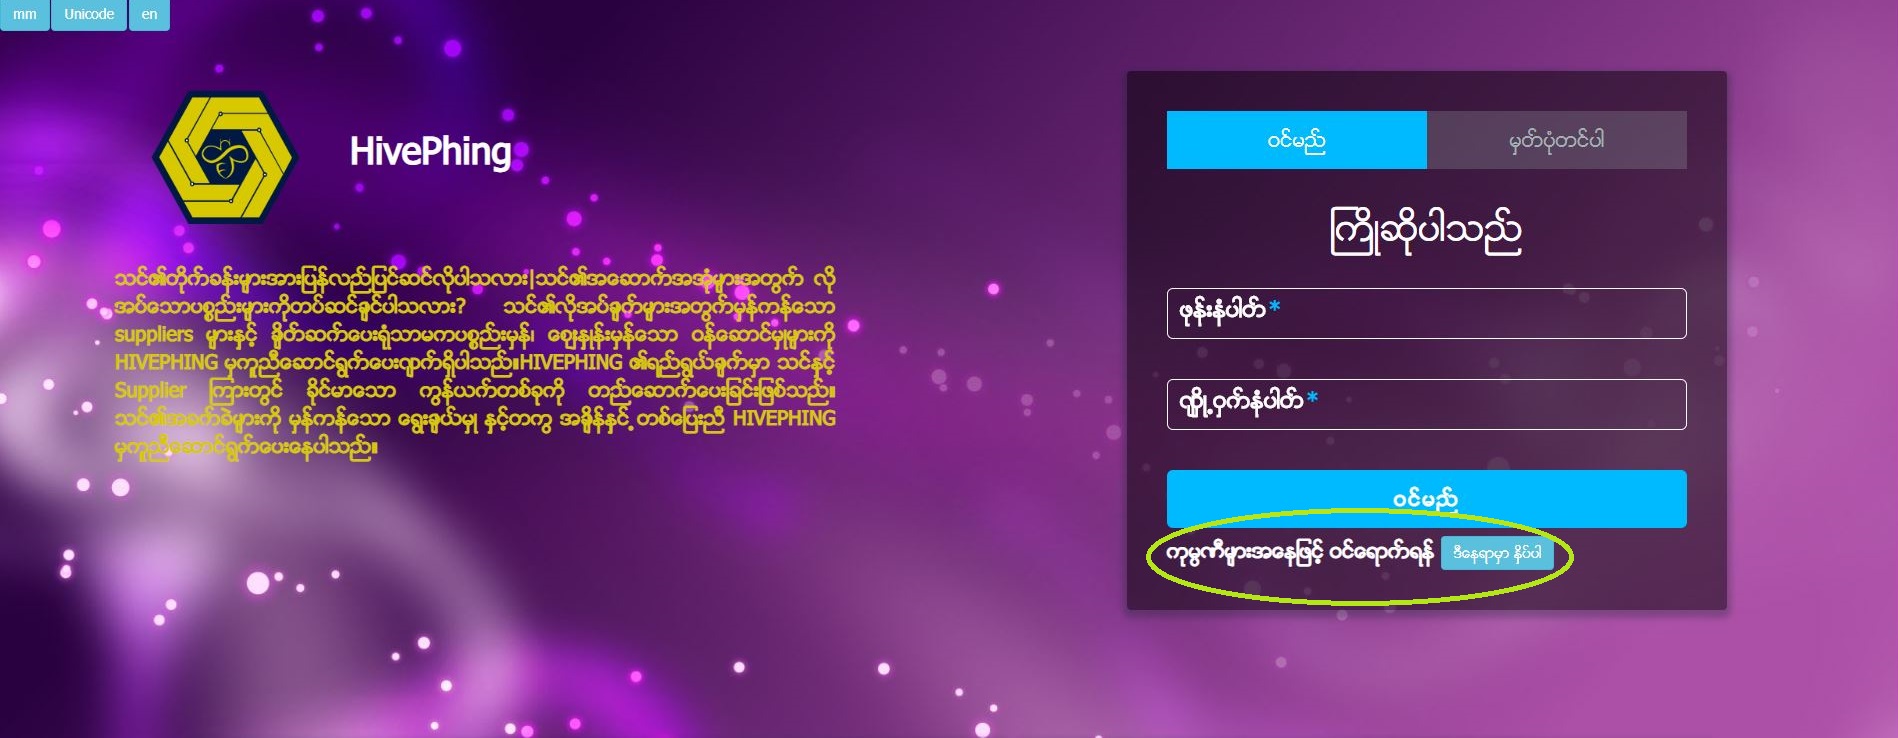 mm Unicode en
HivePhing
သင်၏တိုက်ခန်းများအားပြန်လည်ပြင်ဆင်လိုပါသလား|သင်၏အဆောက်အအုံများအတွက် လို
အပ်သောပစ္စည်းများကိုတပ်ဆင်ချင်ပါသလား? သင်၏လိုအပ်ချက်များအတွက်မှန်ကန်သော
suppliers များနှင့် ချိတ်ဆက်ပေးရုံသာမကပစ္စည်းမှန်၊ ဈေးနှုန်းမှန်သော ဝန်ဆောင်မှုများကို
HIVEPHING မှကူညီဆောင်ရွက်ပေးလျက်ရှိပါသည်။HIVEPHING ၏ရည်ရွယ်ချက်မှာ သင်နှင့်
Supplier ကြားတွင် ခိုင်မာသော ကွန်ယက်တစ်ခုကို တည်ဆောက်ပေးခြင်းဖြစ်သည်။
သင်၏အခက်ခဲများကို မှန်ကန်သော ရွေးချယ်မှု နှင့်တကွ အချိန်နှင့် တစ်ပြေးညီ HIVEPHING
မှကူညီဆောင်ရွက်ပေးနေပါသည်။
ဝင်မည်
မှတ်ပုံတင်ပါ
ကြိုဆိုပါသည်
ဖုန်းနံပါတ် *
လျှို့ဝှက်နံပါတ် *
ဝင်မည်
ကုမ္ပဏီများအနေဖြင့် ဝင်ရောက်ရန် ဒီနေရာမှာ နှိပ်ပါ